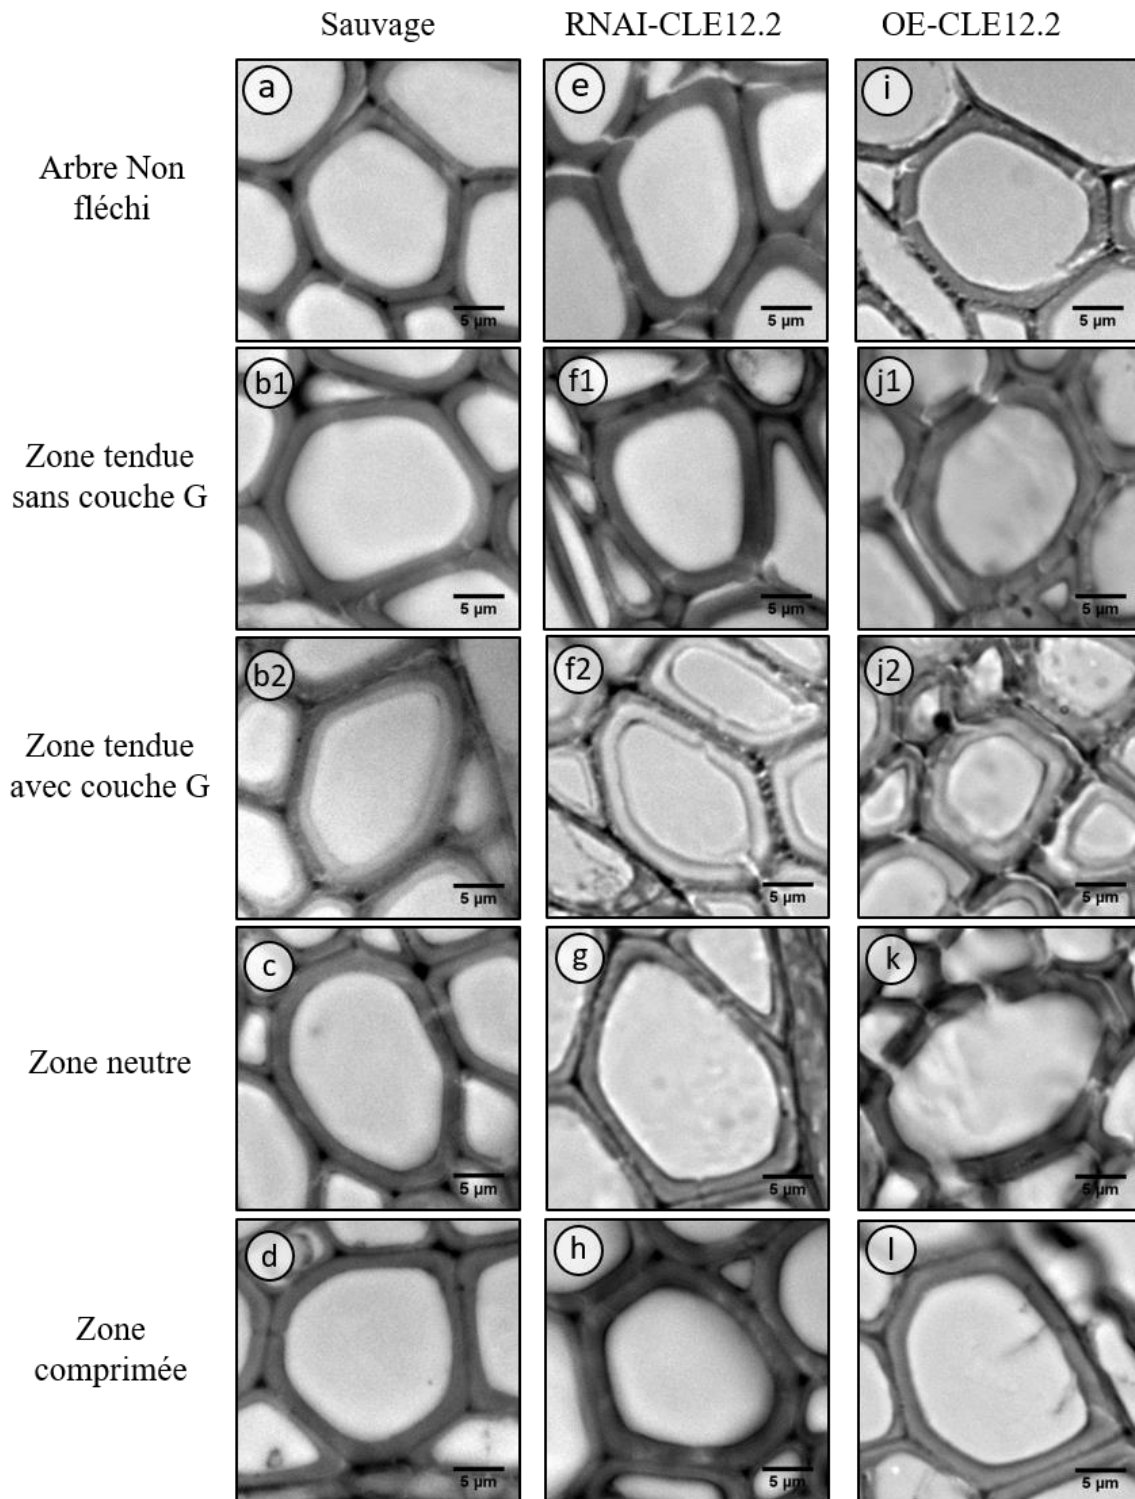 Sauvage RNAI-CLE12.2 OE-CLE12.2
Arbre Non
fléchi
a e i
5 µm 5 µm 5 µm
Zone tendue
sans couche G
b1 f1 j1
5 µm 5 µm 5 µm
Zone tendue
avec couche G
b2 f2 j2
5 µm 5 µm 5 µm
Zone neutre
c g k
5 µm 5 µm 5 µm
Zone
comprimée
d h l
5 µm 5 µm 5 µm